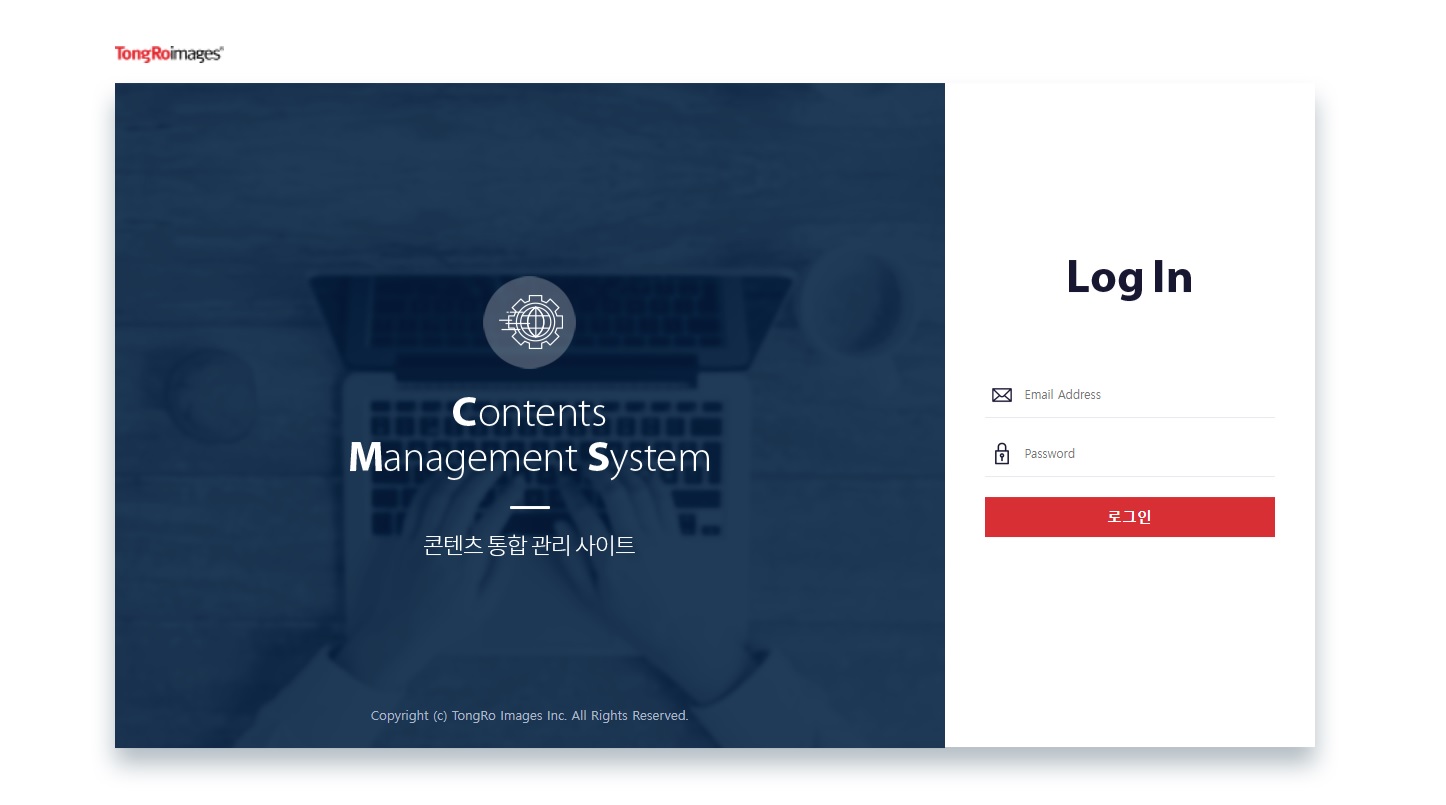 TongRoimages®
Contents
Management System
콘텐츠 통합 관리 사이트
Copyright (c) TongRo Images Inc. All Rights Reserved.
Log In
Email Address
Password
로그인